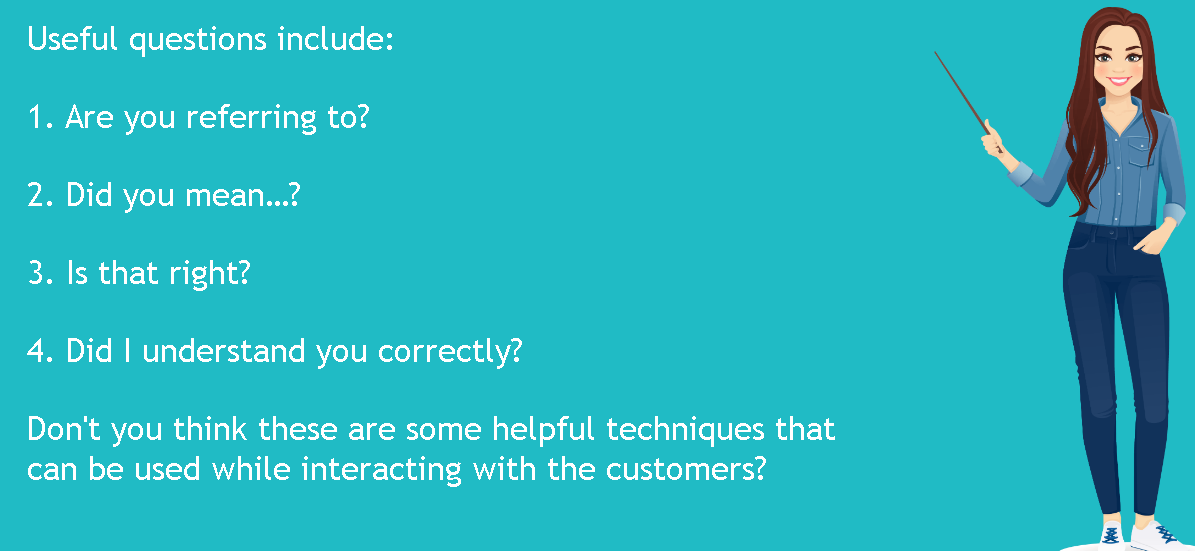 Useful questions include:
1. Are you referring to?
2. Did you mean...?
3. Is that right?
4. Did I understand you correctly?
Don't you think these are some helpful techniques that
can be used while interacting with the customers?